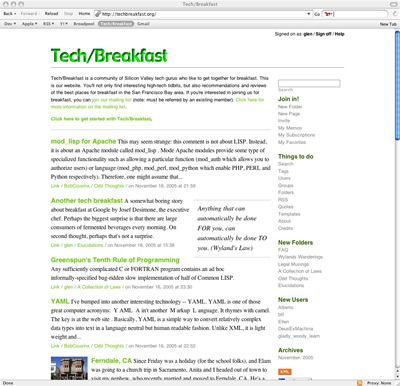 Tech/Breakfast
Back Forward Reload Stop Home http://techbreakfast.org/ Go
Dev Apple (159) News BBC Readpawl Tech/Breakfast Gmail New Tab
Signed on as: glen / Sign off / Help
Tech/Breakfast
Tech/Breakfast is a community of Silicon Valley tech gurus who like to get together for breakfast. This
is our website. You'll not only find interesting high-tech tidbits, but also recommendations and reviews
of the best places for breakfast in the San Francisco Bay area. If you're interested in joining us for
breakfast, you can join our mailing list (note: must be referred by an existing member). Click here for
more information on the mailing list.
Click here to get started with Tech/Breakfast.
mod_lisp for Apache This may seem strange: this comment is not about LISP. Instead,
it is about an Apache module called mod_lisp . Mode Apache modules provide some type of
specialized functionality such as allowing a particular function (mod_auth which allows you to
authorize users) or language (mod_php, mod_perl, mod_python which enable PHP, PERL and
Python respectively). Therefore, one might assume that...
Link / BobCousins / Odd Thoughts / on November 16, 2005 at 21:59
Another tech breakfast A somewhat boring story
about breakfast at Google by Josef Desimone, the executive
chef. Perhaps the biggest surprise is that there are large
consumers of fermented beverages every morning. On
second thought, perhaps that's not a surprise.
Link / glen / Elucidations / on November 16, 2005 at 15:38
Anything that can
automatically be done
FOR you, can
automatically be done TO
you. (Wyland's Law)
Greenspun's Tenth Rule of Programming
Any sufficiently complicated C or FORTRAN program contains an ad hoc
informally-specified bug-ridden slow implementation of half of Common LISP.
Link / glen / A Collection of Laws / on November 16, 2005 at 23:30
YAML I've bumped into another interesting technology -- YAML. YAML is one of those
great computer acronyms: Y AML A in't another M arkup L anguage. It rhymes with camel.
The key is at the web site . Basically, YAML is a simple way to convert relatively complex
data types into text in a language neutral but human readable fashion. Unlike XML, it is light
weight and...
Link / BobCousins / Odd Thoughts / on November 15, 2005 at 22:52
Ferndale, CA Since Friday was a holiday (for the school folks), and Elam
was going to a church trip in Sacramento, Anita and I headed out of town to
visit my nephew, who recently married and moved to Ferndale, CA. He's a
Search
Join in!
New Folder
New Page
Invite
My Memos
My Subscriptions
My Favorites
Things to do
Search
Tags
Users
Groups
Folders
RSS
Quotes
Templates
About
Credits
New Folders
FAQ
Wylands Wanderings
Legal Musings
A Collection of Laws
Odd Thoughts
Elucidations
New Users
Adamv
bill
Ellen
DeusExMachina
gladly_woody_learn
Archives
November, 2005
Done
Proxy: None